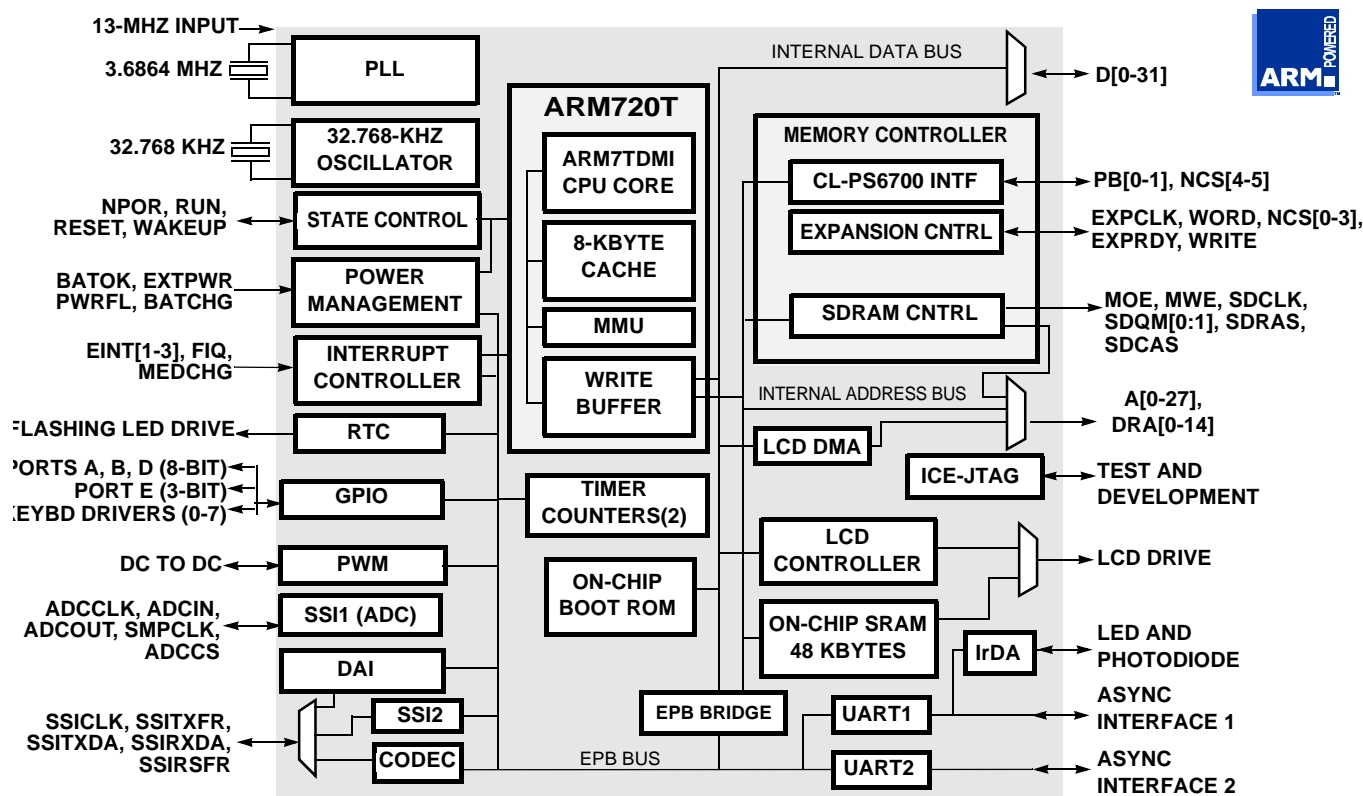 13-MHZ INPUT
3.6864 MHZ
PLL
32.768 KHZ
32.768-KHZ
OSCILLATOR
NPOR, RUN,
RESET, WAKEUP
STATE CONTROL
BATOK, EXTPWR
PWRFL, BATCHG
POWER
MANAGEMENT
EINT[1-3], FIQ,
MEDCHG
INTERRUPT
CONTROLLER
FLASHING LED DRIVE
RTC
PORTS A, B, D (8-BIT)
PORT E (3-BIT)
KEYBD DRIVERS (0-7)
GPIO
DC TO DC
PWM
ADCCLK, ADCIN,
ADCOUT, SMPCLK,
ADCCS
SSI1 (ADC)
DAI
SSICLK, SSITXFR,
SSITXDA, SSIRXDA,
SSIRSFR
SSI2
CODEC
ARM720T
ARM7TDMI
CPU CORE
8-KBYTE
CACHE
MMU
WRITE
BUFFER
TIMER
COUNTERS(2)
ON-CHIP
BOOT ROM
EPB BRIDGE
EPB BUS
INTERNAL DATA BUS
D[0-31]
MEMORY CONTROLLER
CL-PS6700 INTF
PB[0-1], NCS[4-5]
EXPANSION CNTRL
EXPCLK, WORD, NCS[0-3],
EXPRDY, WRITE
SDRAM CNTRL
MOE, MWE, SDCLK,
SDQM[0:1], SDRAS,
SDCAS
INTERNAL ADDRESS BUS
A[0-27],
DRA[0-14]
LCD DMA
ICE-JTAG
TEST AND
DEVELOPMENT
LCD
CONTROLLER
LCD DRIVE
ON-CHIP SRAM
48 KBYTES
IrDA
LED AND
PHOTODIODE
UART1
ASYNC
INTERFACE 1
UART2
ASYNC
INTERFACE 2
ARM
POWERED
TM